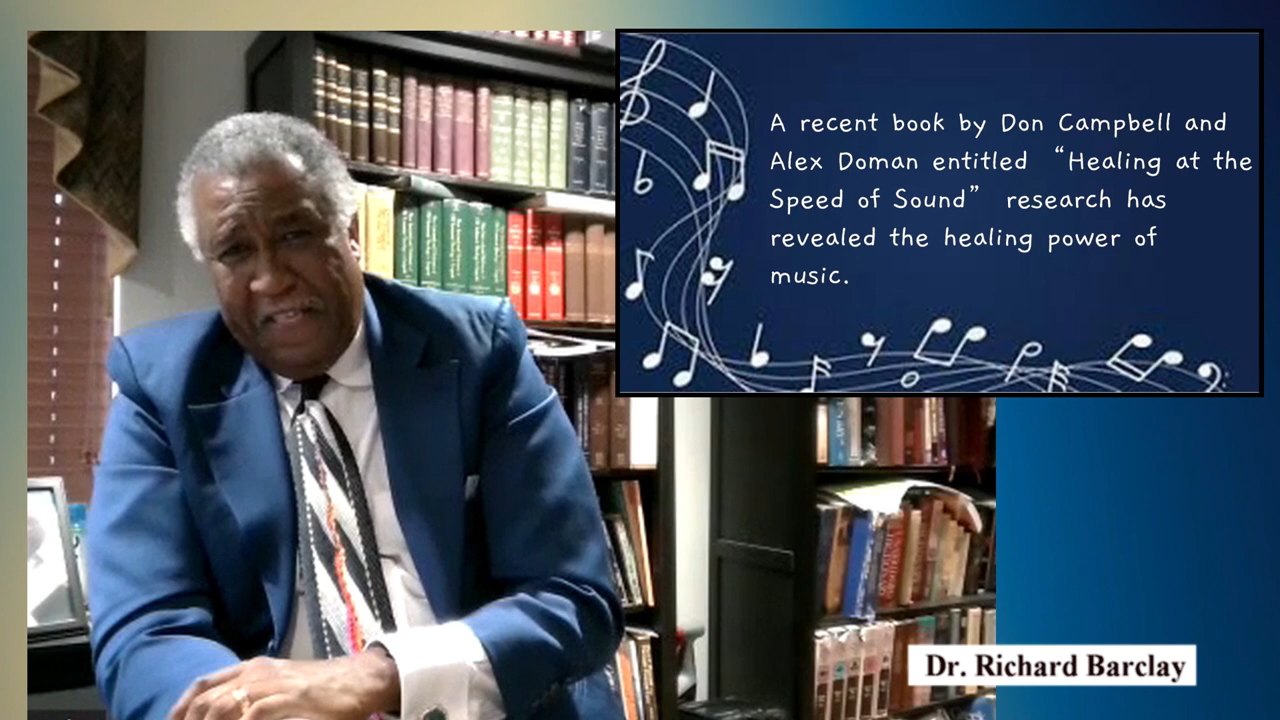 A recent book by Don Campbell and
Alex Doman entitled “Healing at the
Speed of Sound” research has
revealed the healing power of
music.
Dr. Richard Barclay